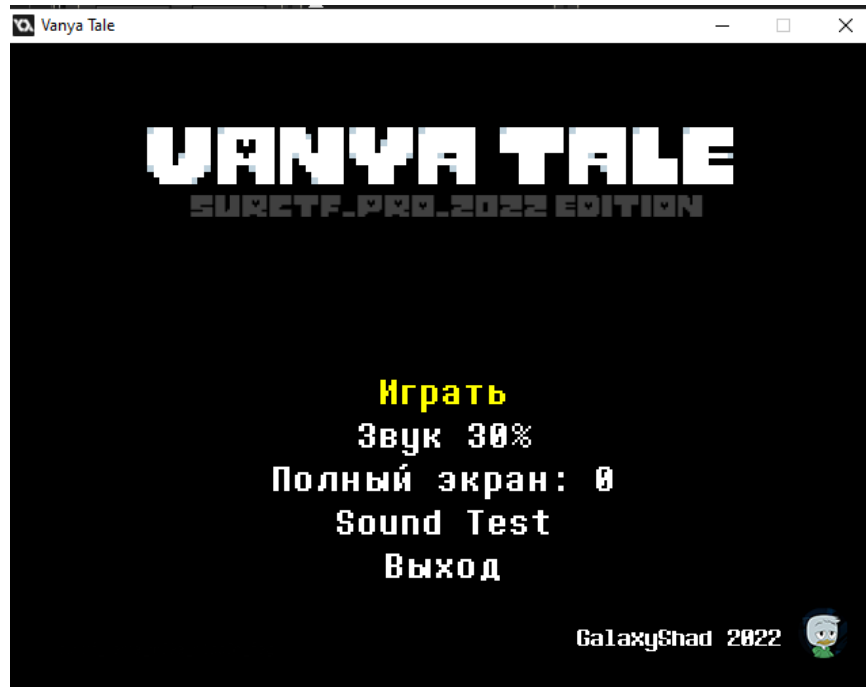 Vanya Tale
VANYA TALE
SURCTF_PRO_2022 EDITION
Играть
Звук 30%
Полный экран: 0
Sound Test
Выход
GalaxyShad 2022